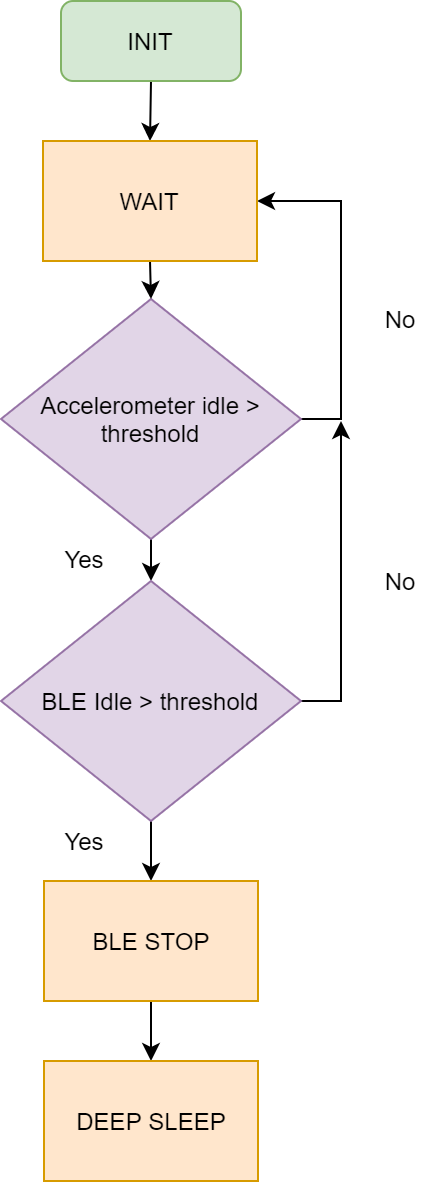 INIT
WAIT
No
Accelerometer idle >
threshold
Yes
No
BLE Idle > threshold
Yes
BLE STOP
DEEP SLEEP